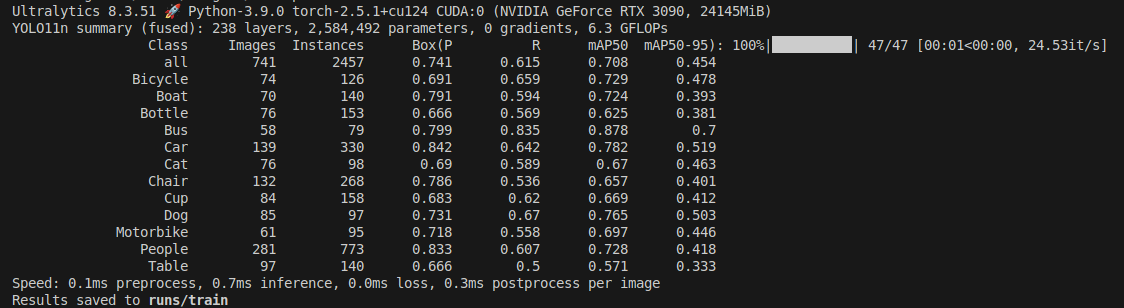 Ultralytics 8.3.51 🚀 Python-3.9.0 torch-2.5.1+cu124 CUDA:0 (NVIDIA GeForce RTX 3090, 24145MiB)
YOLO11n summary (fused): 238 layers, 2,584,492 parameters, 0 gradients, 6.3 GFLOPs
Class Images Instances Box(P R mAP50 mAP50-95): 100%|██████████| 47/47 [00:01<00:00, 24.53it/s]
all 741 2457 0.741 0.615 0.708 0.454
Bicycle 74 126 0.691 0.659 0.729 0.478
Boat 70 140 0.791 0.594 0.724 0.393
Bottle 76 153 0.666 0.569 0.625 0.381
Bus 58 79 0.799 0.835 0.878 0.7
Car 139 330 0.842 0.642 0.782 0.519
Cat 76 98 0.69 0.589 0.67 0.463
Chair 132 268 0.786 0.536 0.657 0.401
Cup 84 158 0.683 0.62 0.669 0.412
Dog 85 97 0.731 0.67 0.765 0.503
Motorbike 61 95 0.718 0.558 0.697 0.446
People 281 773 0.833 0.607 0.728 0.418
Table 97 140 0.666 0.5 0.571 0.333
Speed: 0.1ms preprocess, 0.7ms inference, 0.0ms loss, 0.3ms postprocess per image
Results saved to runs/train